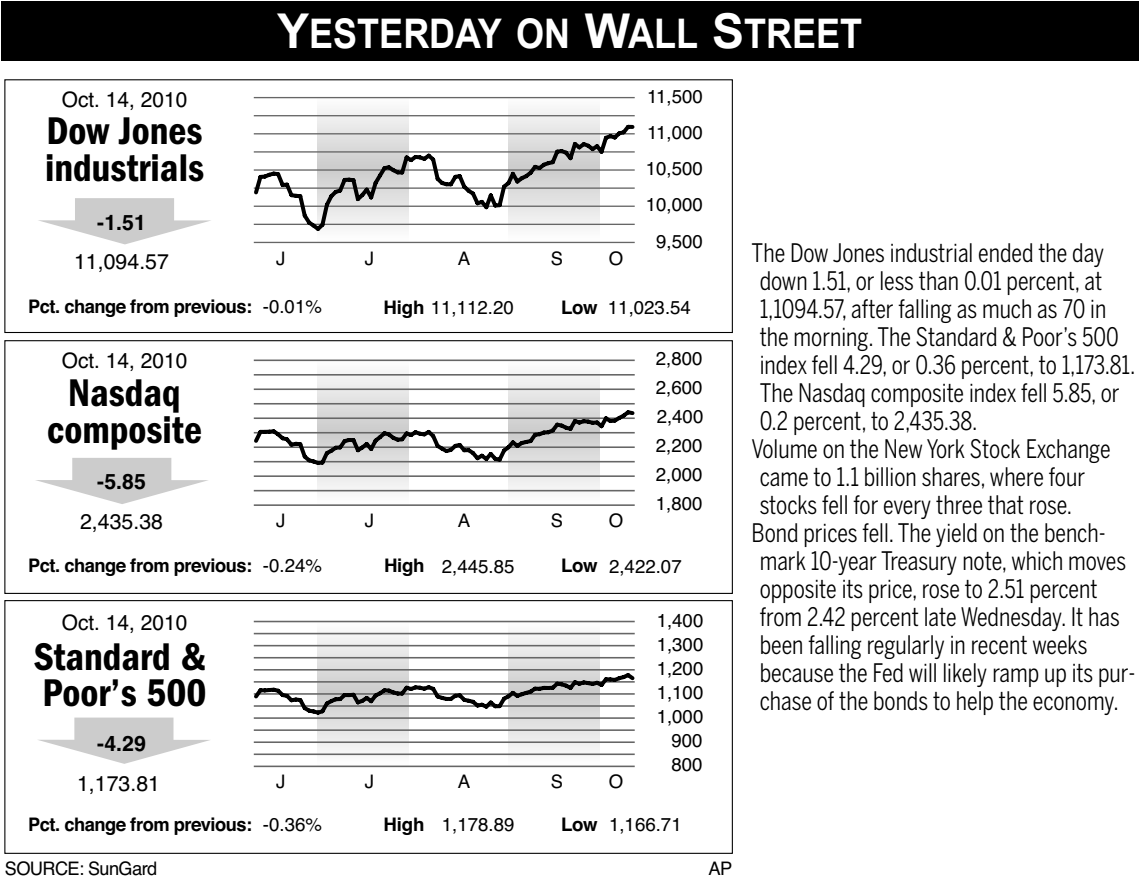 YESTERDAY ON WALL STREET
Oct. 14, 2010
Dow Jones
industrials
-1.51
11,094.57
11,500
11,000
10,500
10,000
9,500
J J A S O
Pct. change from previous: -0.01% High 11,112.20 Low 11,023.54
Oct. 14, 2010
Nasdaq
composite
-5.85
2,435.38
2,800
2,600
2,400
2,200
2,000
1,800
J J A S O
Pct. change from previous: -0.24% High 2,445.85 Low 2,422.07
Oct. 14, 2010
Standard &
Poor's 500
-4.29
1,173.81
1,400
1,300
1,200
1,100
1,000
900
800
J J A S O
Pct. change from previous: -0.36% High 1,178.89 Low 1,166.71
SOURCE: SunGard AP
The Dow Jones industrial ended the day
down 1.51, or less than 0.01 percent, at
1,1094.57, after falling as much as 70 in
the morning. The Standard & Poor's 500
index fell 4.29, or 0.36 percent, to 1,173.81.
The Nasdaq composite index fell 5.85, or
0.2 percent, to 2,435.38.
Volume on the New York Stock Exchange
came to 1.1 billion shares, where four
stocks fell for every three that rose.
Bond prices fell. The yield on the bench-
mark 10-year Treasury note, which moves
opposite its price, rose to 2.51 percent
from 2.42 percent late Wednesday. It has
been falling regularly in recent weeks
because the Fed will likely ramp up its pur-
chase of the bonds to help the economy.